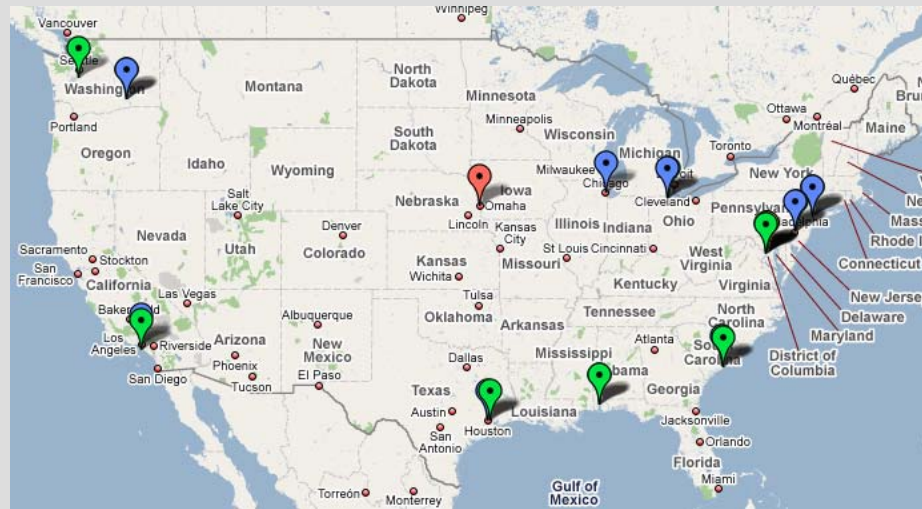 Vancouver
Winnipeg
Washington
Portland
Oregon
Montana
Idaho
Wyoming
North
Dakota
South
Dakota
Minnesota
Minneapolis
Wisconsin
Michigan
Milwaukee
Chicago
Toronto
Ottawa
Montréal
Québec
Maine
New York
Nebraska
Lincoln
Omaha
Iowa
Illinois
Indiana
Ohio
Cleveland
Pennsylvania
Salt
Lake City
Nevada
Utah
Denver
Colorado
Kansas
Wichita
Kansas
City
Missouri
St Louis
Cincinnati
West
Virginia
Virginia
Kentucky
Sacramento
Stockton
San
Francisco
California
Las Vegas
Los
Angeles
Riverside
San Diego
Arizona
Phoenix
Tucson
Albuquerque
New
Mexico
El Paso
Tulsa
Oklahoma
Arkansas
Tennessee
North
Carolina
Mississippi
Atlanta
Georgia
Dallas
Texas
Austin
San
Antonio
Houston
Louisiana
Jacksonville
Orlando
Florida
Miami
Gulf of
Mexico
Torreón
Monterrey
Rhode
Connecticut
New Jers
Delaware
Maryland
District of
Columbia